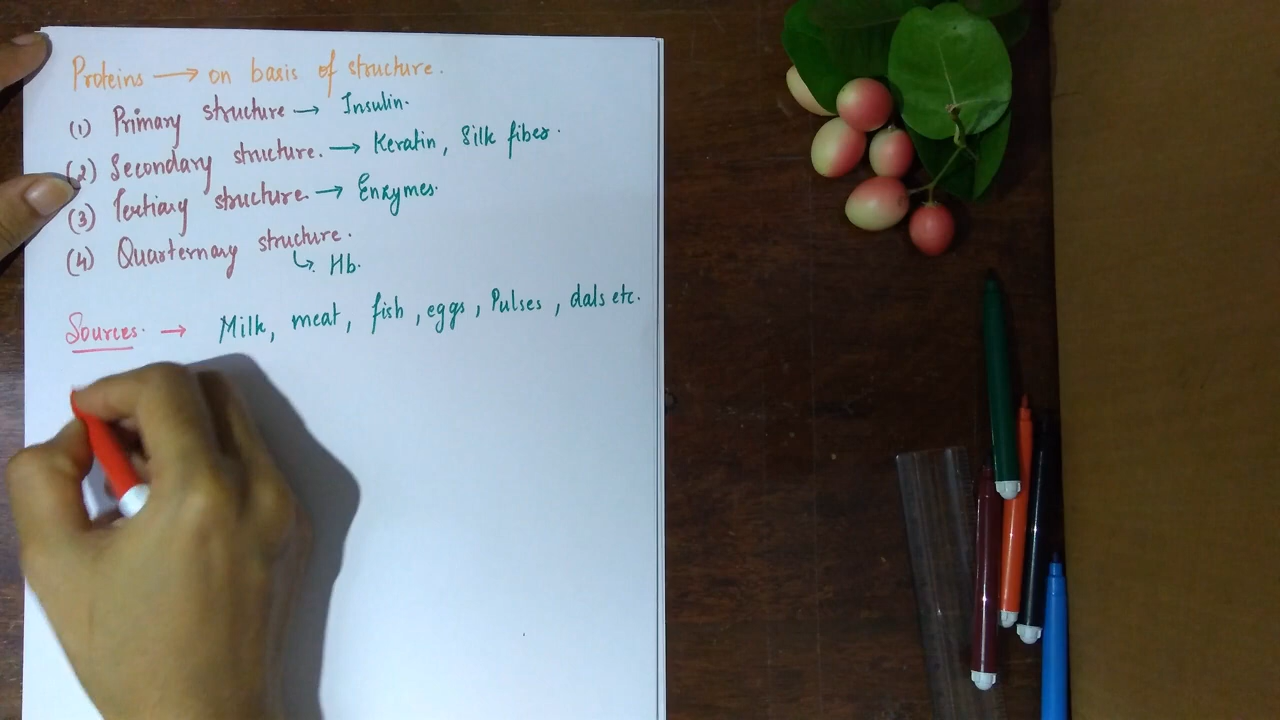 Proteins → on basis of structure.
(1) Primary structure → Insulin.
(2) Secondary structure. → Keratin, Silk fiber.
(3) Tertiary structure → Enzymes.
(4) Quarternary structure.
↳ Hb.
Sources. → Milk, meat, fish, eggs, Pulses, dals etc.